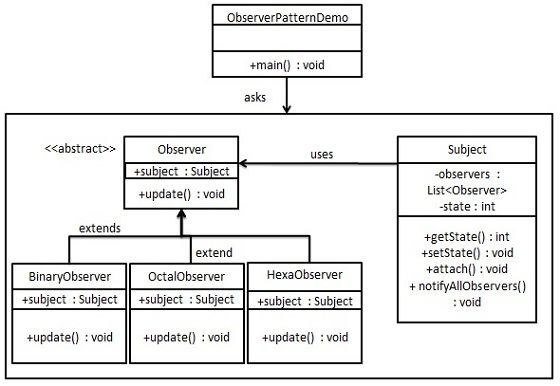 ObserverPatternDemo
+main() : void
asks
<<abstract>>
Observer
+subject : Subject
+update() : void
uses
Subject
-observers :
List<Observer>
-state : int
+getState() : int
+setState() : void
+attach() : void
+ notifyAllObservers()
: void
extends
extend
BinaryObserver
+subject : Subject
+update() : void
OctalObserver
+subject : Subject
+update() : void
HexaObserver
+subject : Subject
+update() : void